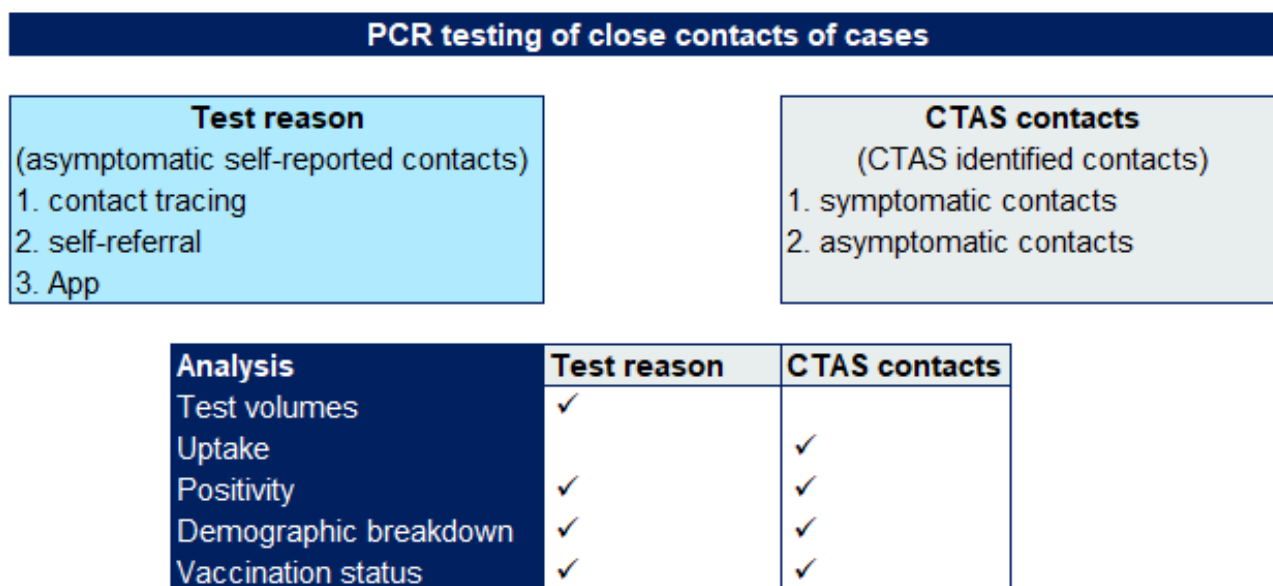 PCR testing of close contacts of cases
Test reason
(asymptomatic self-reported contacts)
1. contact tracing
2. self-referral
3. App
CTAS contacts
(CTAS identified contacts)
1. symptomatic contacts
2. asymptomatic contacts
Analysis Test reason CTAS contacts
Test volumes ✓
Uptake ✓
Positivity ✓ ✓
Demographic breakdown ✓ ✓
Vaccination status ✓ ✓